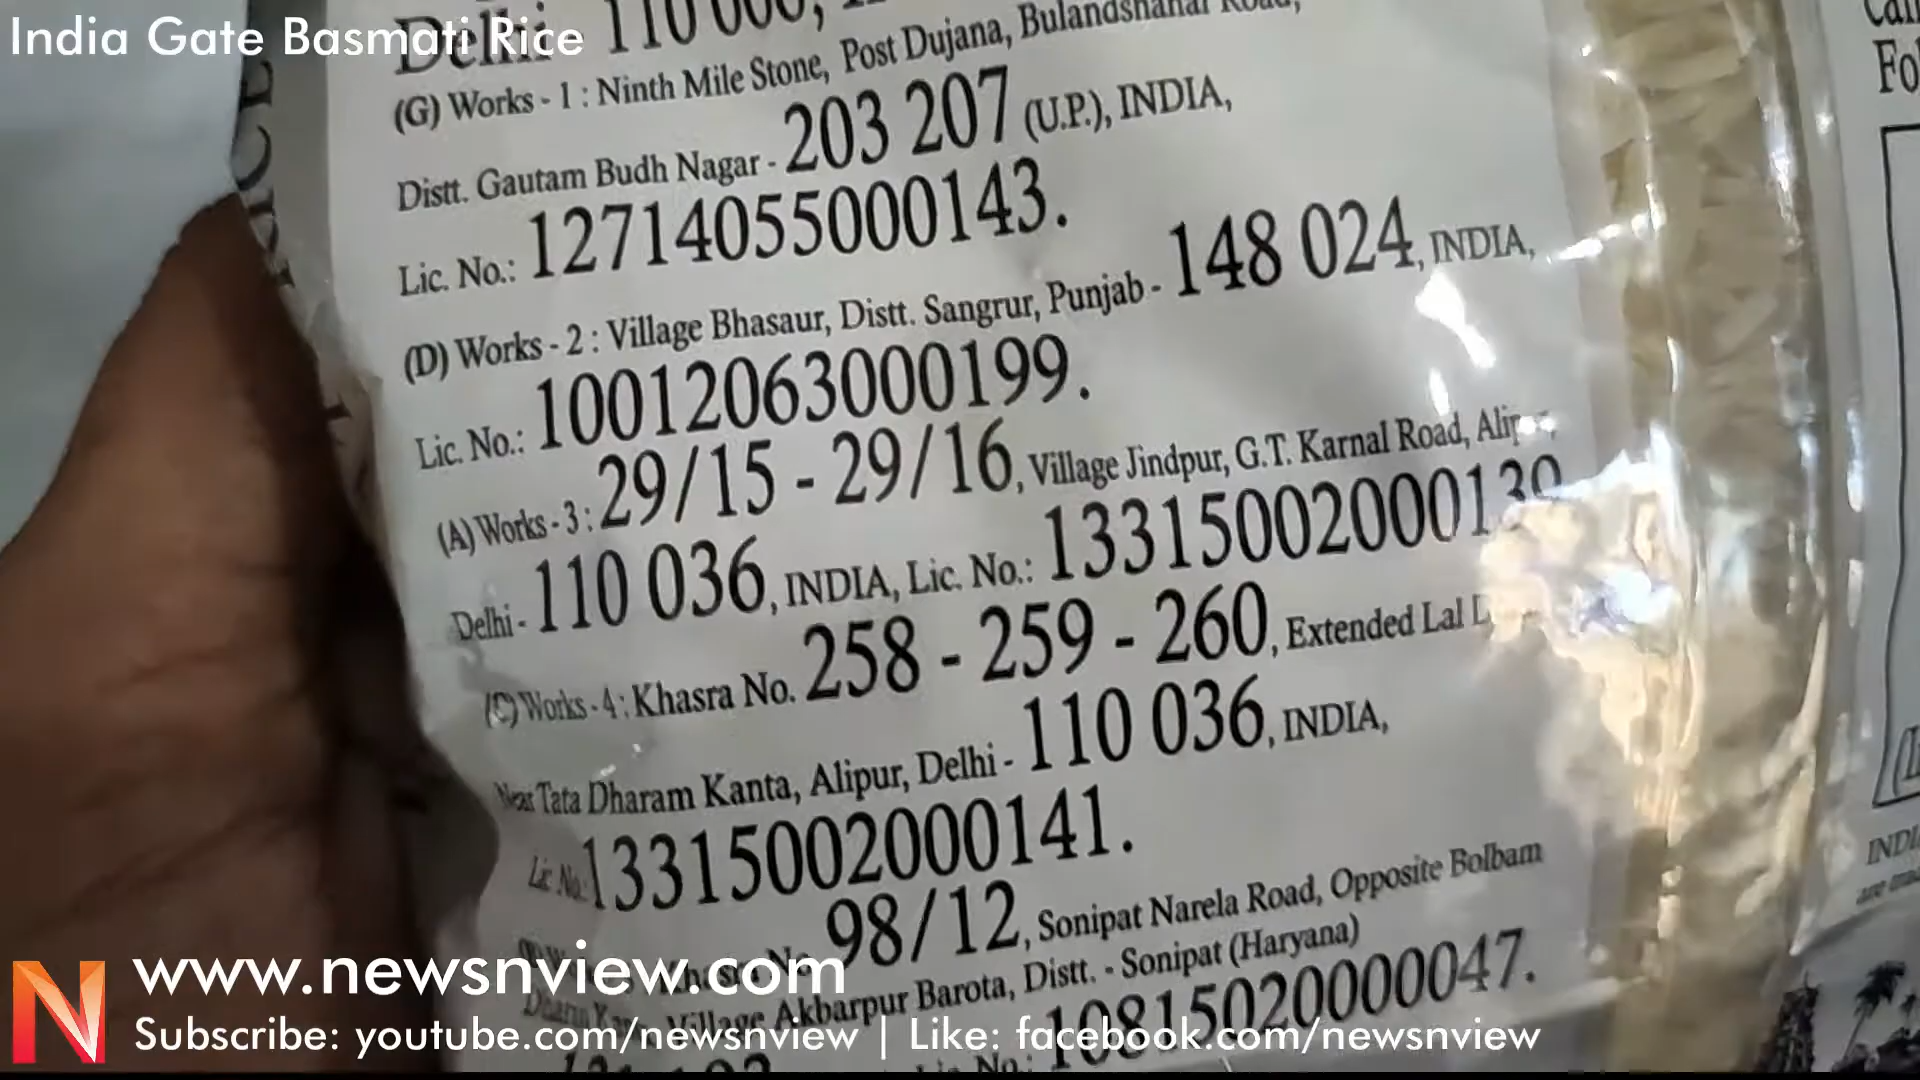 India Gate Basmati Rice
Delhi - 110
(G) Works - 1 : Ninth Mile Stone, Post Dujana, Bulandshahar Road,
Distt. Gautam Budh Nagar - 203 207 (U.P.), INDIA,
Lic. No.: 12714055000143.
(D) Works - 2 : Village Bhasaur, Distt. Sangrur, Punjab - 148 024, INDIA,
Lic. No.: 10012063000199.
(A) Works - 3 : 29/15 - 29/16, Village Jindpur, G.T. Karnal Road,
Delhi - 110 036, INDIA, Lic. No.:
(C) Works - 4 : Khasra No. 258 - 259 - 260, Extended Lal
Near Tata Dharam Kanta, Alipur, Delhi - 110 036, INDIA,
Lic. No.: 13315002000141.
98/12, Sonipat Narela Road, Opposite Bolbam
Village Akbarpur Barota, Distt. - Sonipat (Haryana)
No.: 10815020000047.
www.newsnview.com
Subscribe: youtube.com/newsnview | Like: facebook.com/newsnview